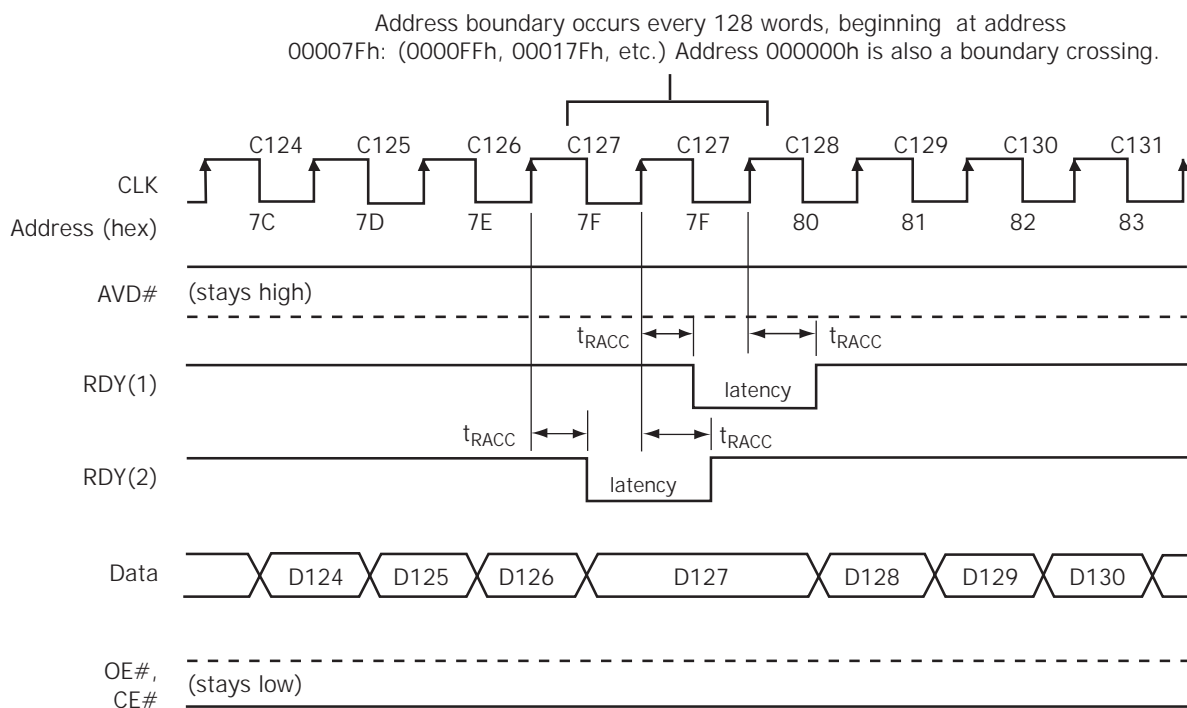 Address boundary occurs every 128 words, beginning at address
00007Fh: (0000FFh, 00017Fh, etc.) Address 000000h is also a boundary crossing.
C124 C125 C126 C127 C127 C128 C129 C130 C131
CLK
Address (hex) 7C 7D 7E 7F 7F 80 81 82 83
AVD# (stays high)
tRACC tRACC
RDY(1) latency
tRACC tRACC
RDY(2) latency
Data D124 D125 D126 D127 D128 D129 D130
OE#,
CE# (stays low)